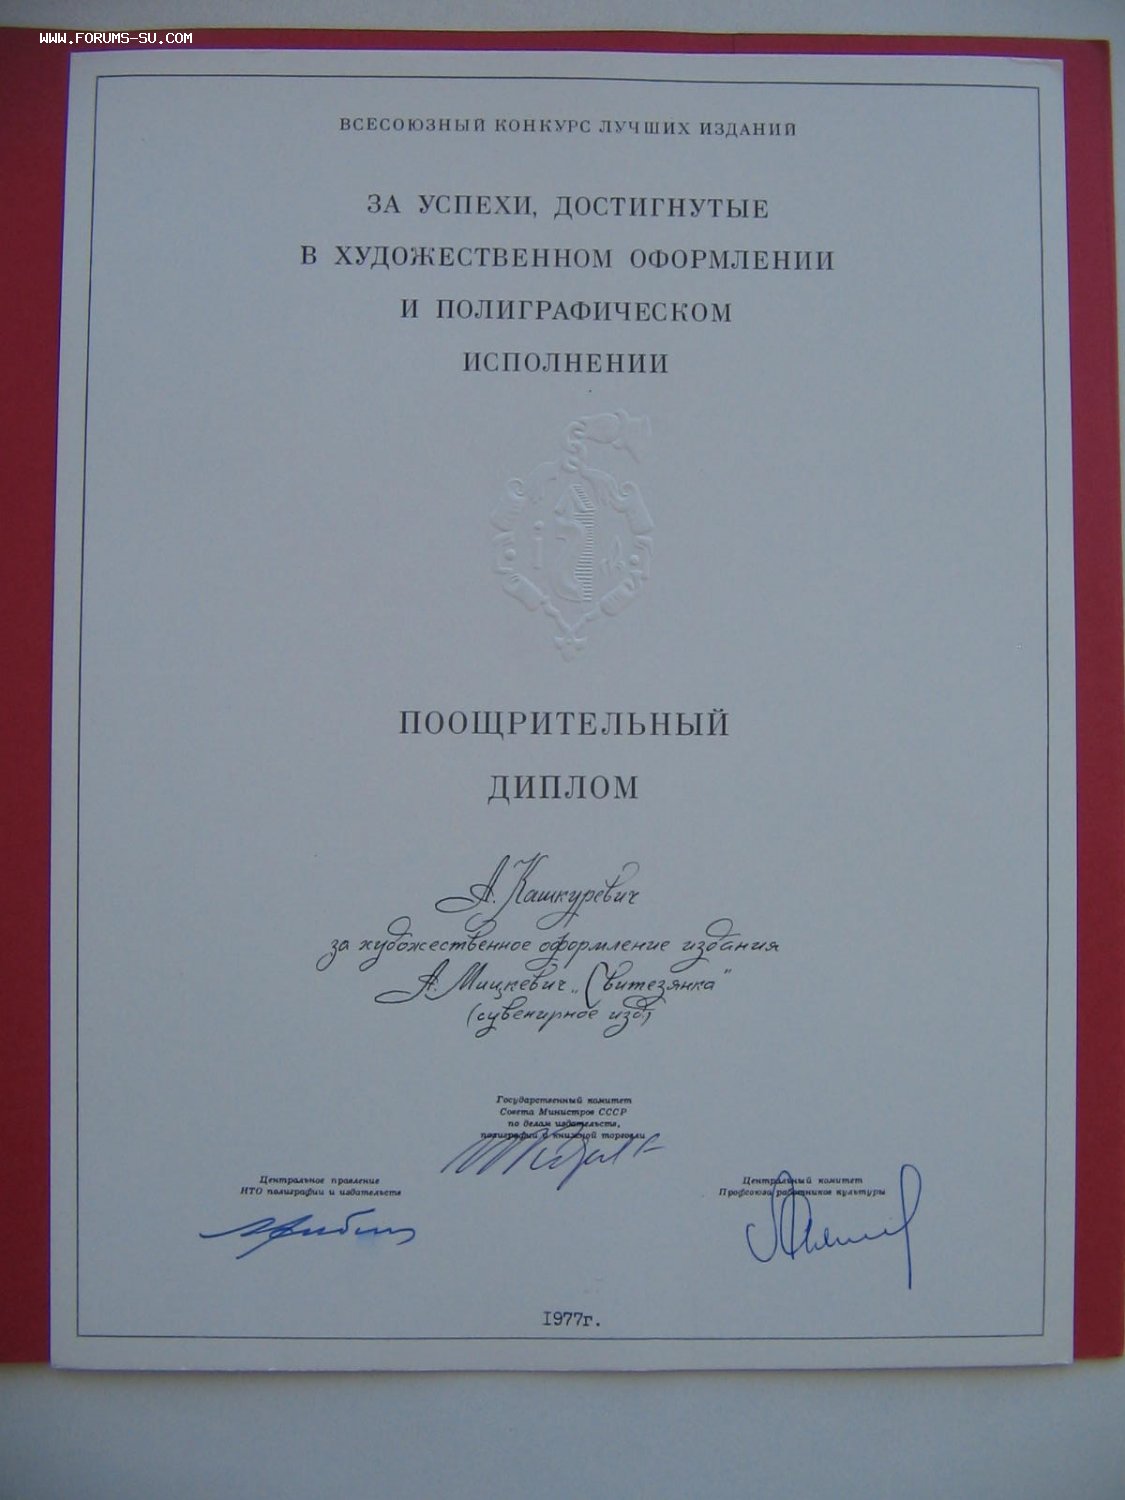 WWW.FORUMS-SU.COM
ВСЕСОЮЗНЫЙ КОНКУРС ЛУЧШИХ ИЗДАНИЙ
ЗА УСПЕХИ, ДОСТИГНУТЫЕ
В ХУДОЖЕСТВЕННОМ ОФОРМЛЕНИИ
И ПОЛИГРАФИЧЕСКОМ
ИСПОЛНЕНИИ
ПООЩРИТЕЛЬНЫЙ
ДИПЛОМ
А. Кашкуревич
за художественное оформление издания
А. Мицкевич „Свитезянка"
(сувенирное изд)
Государственный комитет
Совета Министров СССР
по делам издательств,
полиграфии и книжной торговли
Центральное правление
НТО полиграфии и издательств
Центральный комитет
Профсоюза работников культуры
1977г.